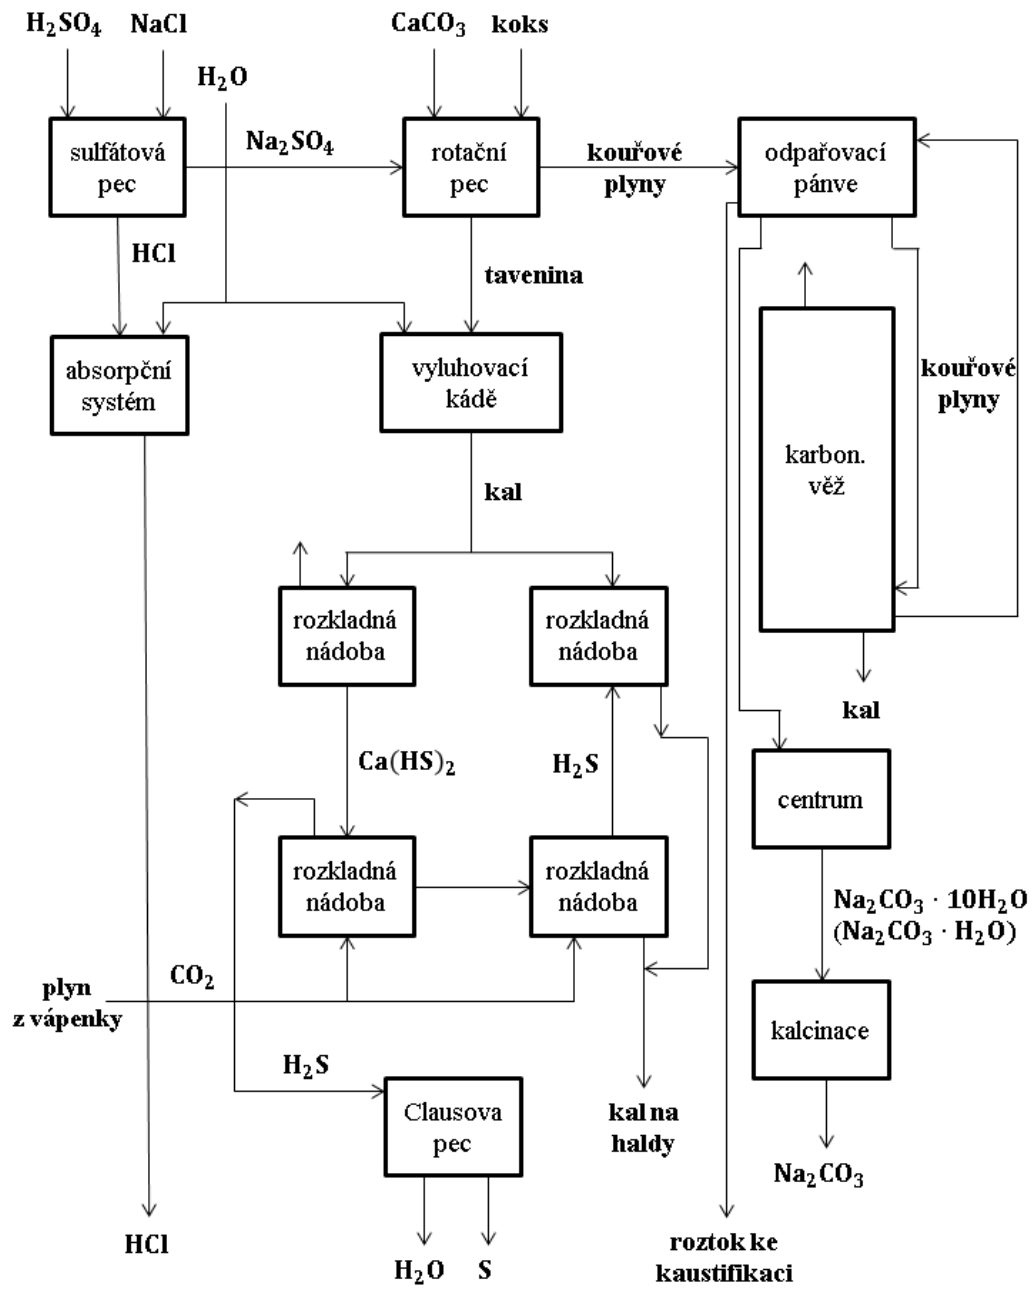 H₂SO₄ NaCl
CaCO₃ koks
H₂O
sulfátová
pec
Na₂SO₄
rotační
pec
kouřové
plyny
odpařovací
pánve
HCl
tavenina
absorpční
systém
vyluhovací
kádě
kouřové
plyny
karbon.
věž
kal
rozkladná
nádoba
rozkladná
nádoba
kal
Ca(HS)₂
H₂S
centrum
rozkladná
nádoba
rozkladná
nádoba
Na₂CO₃ · 10H₂O
(Na₂CO₃ · H₂O)
CO₂
plyn
z vápenky
kalcinace
H₂S
Clausova
pec
kal na
haldy
Na₂CO₃
HCl
H₂O S
roztok ke
kaustifikaci